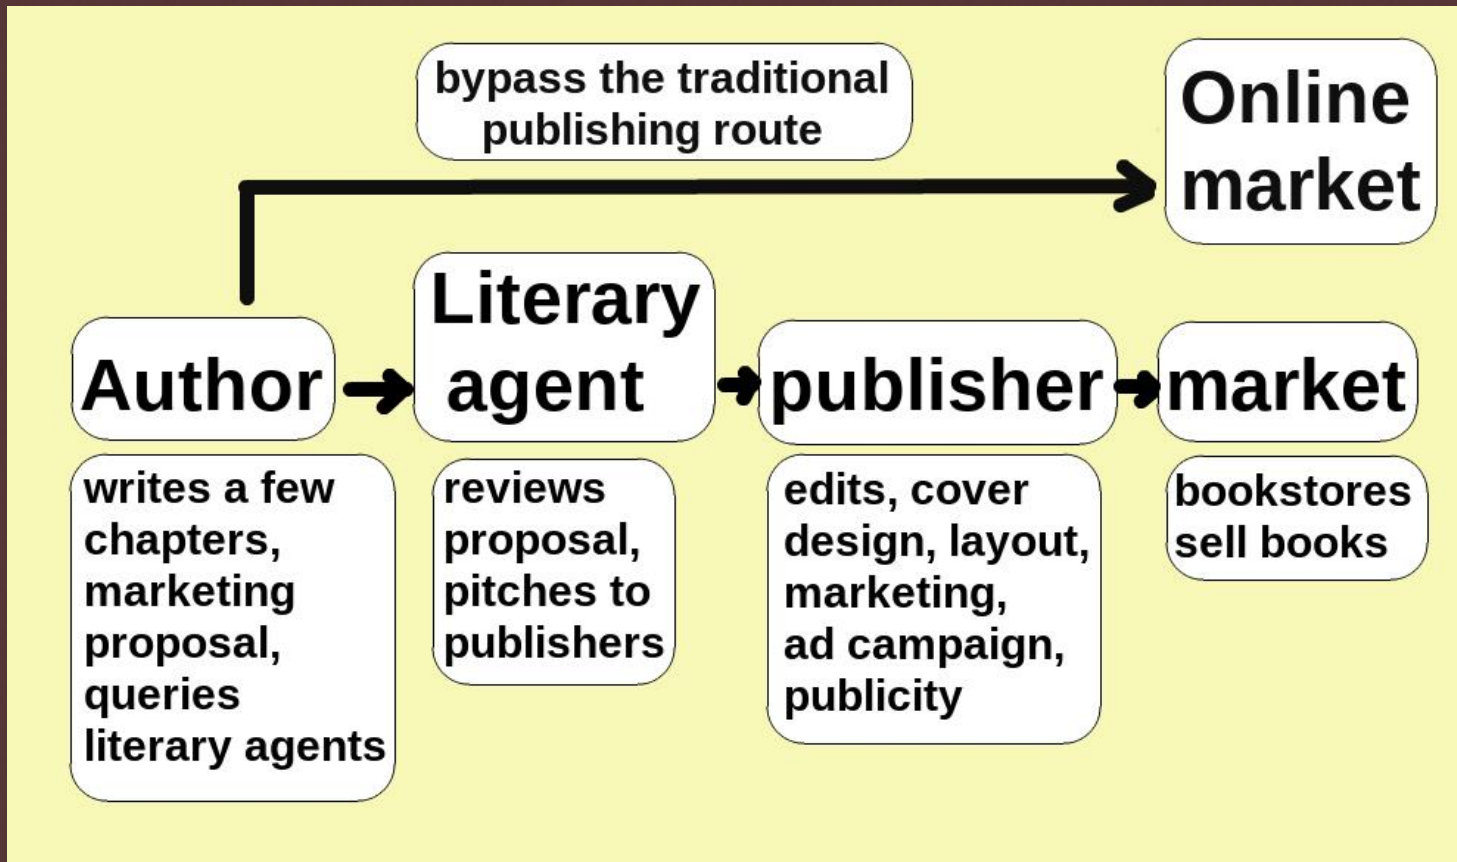 bypass the traditional
publishing route
Online
market
Author
Literary
agent
publisher
market
writes a few
chapters,
marketing
proposal,
queries
literary agents
reviews
proposal,
pitches to
publishers
edits, cover
design, layout,
marketing,
ad campaign,
publicity
bookstores
sell books